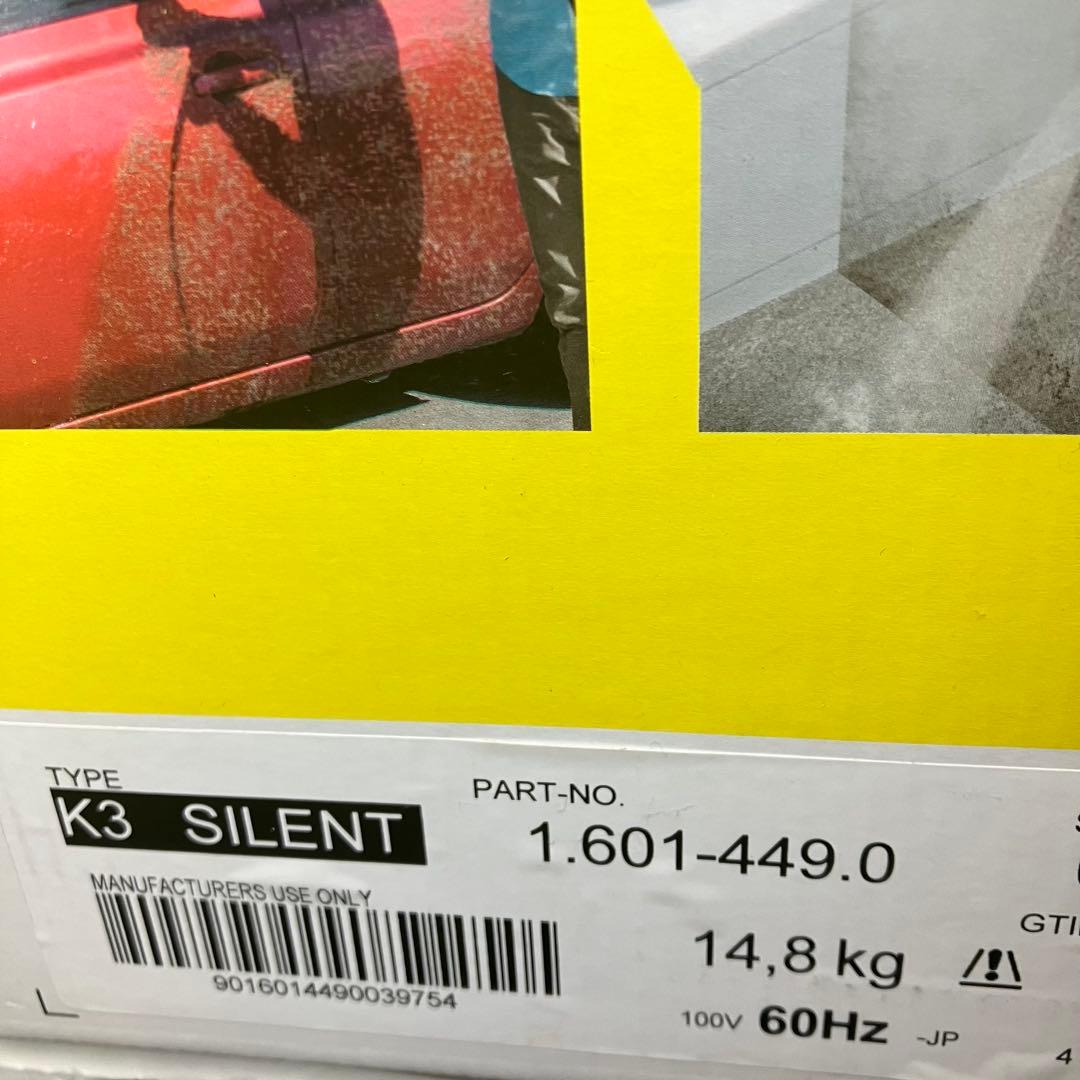 TYPE
K3 SILENT
PART-NO.
1.601-449.0
MANUFACTURERS USE ONLY
9016014490039754
14,8 kg
100V 60Hz -JP
GTI
4